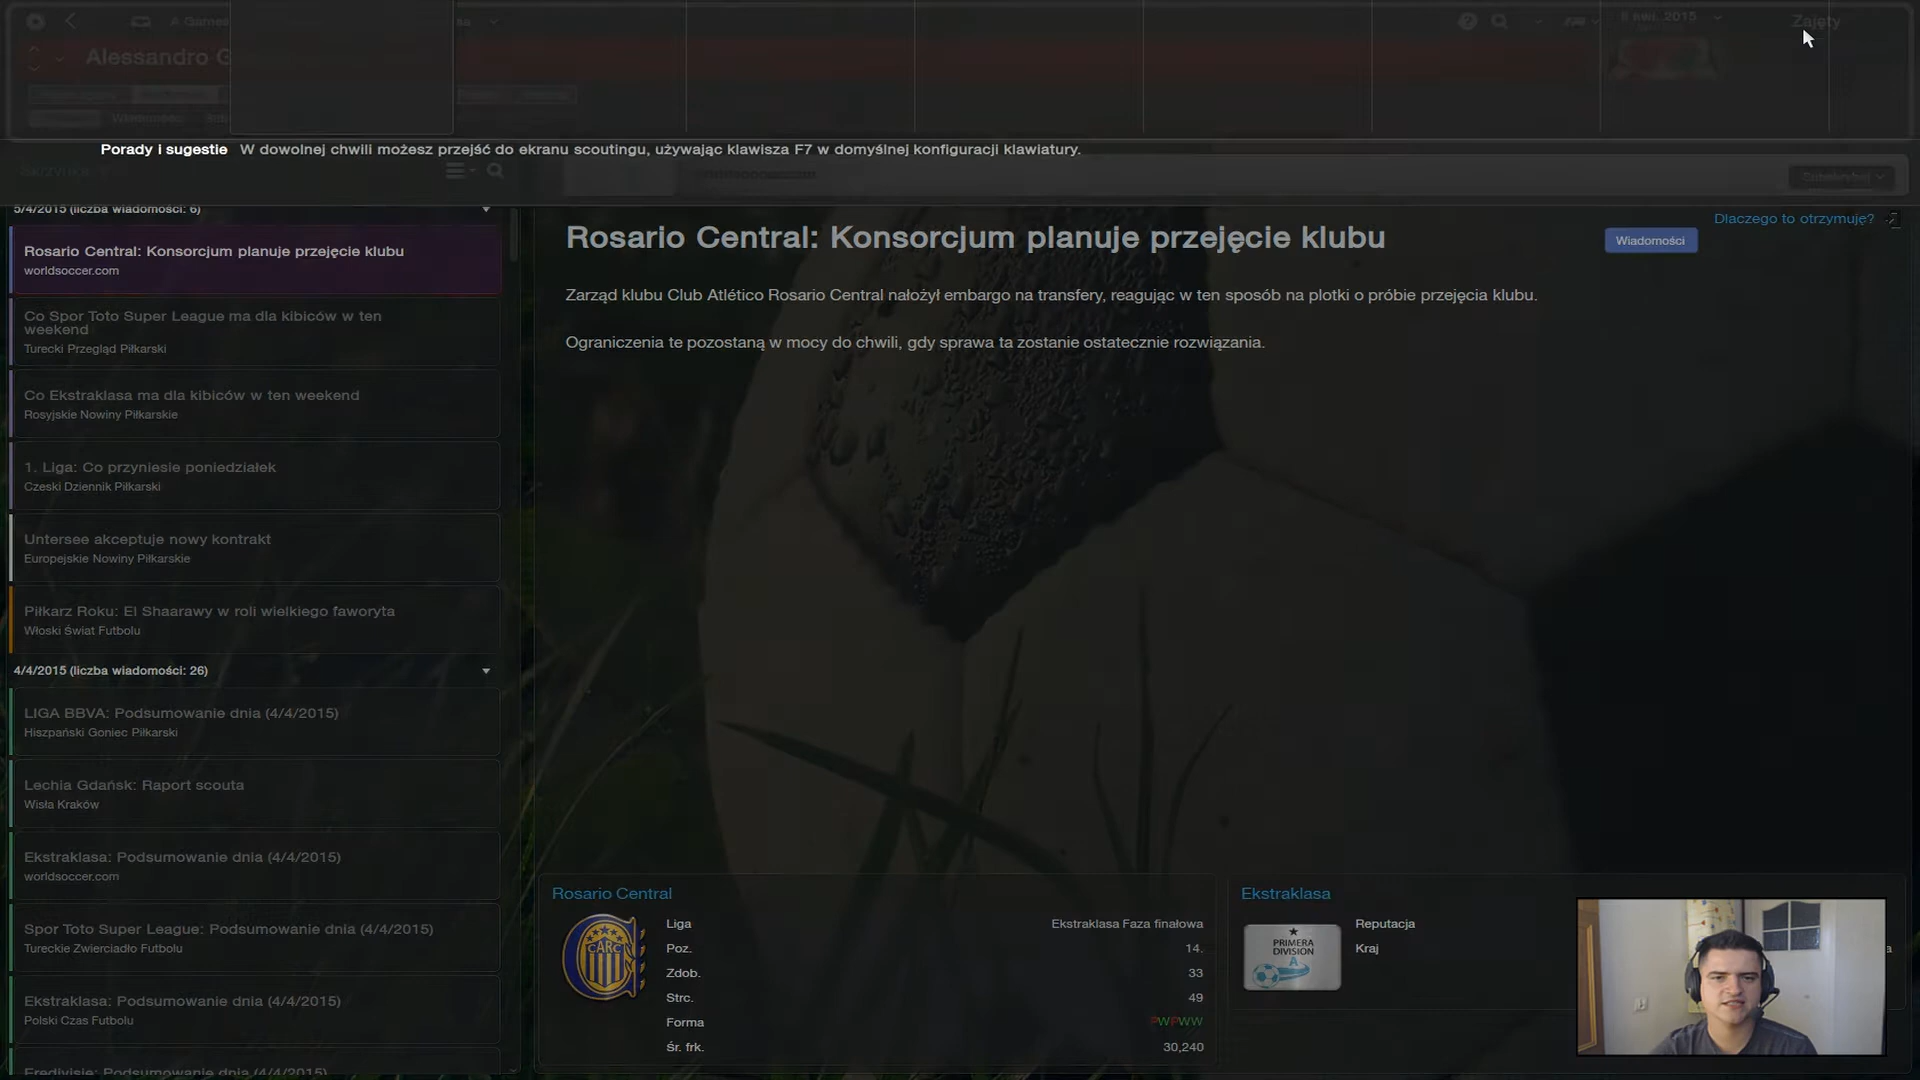 Zajęty
Alessandro G
Porady i sugestie W dowolnej chwili możesz przejść do ekranu scoutingu, używając klawisza F7 w domyślnej konfiguracji klawiatury.
5/4/2015 (liczba wiadomości: 6)
Rosario Central: Konsorcjum planuje przejęcie klubu
worldsoccer.com
Co Spor Toto Super League ma dla kibiców w ten
weekend
Turecki Przegląd Piłkarski
Co Ekstraklasa ma dla kibiców w ten weekend
Rosyjskie Nowiny Piłkarskie
1. Liga: Co przyniesie poniedziałek
Czeski Dziennik Piłkarski
Untersee akceptuje nowy kontrakt
Europejskie Nowiny Piłkarskie
Piłkarz Roku: El Shaarawy w roli wielkiego faworyta
Włoski Świat Futbolu
4/4/2015 (liczba wiadomości: 26)
LIGA BBVA: Podsumowanie dnia (4/4/2015)
Hiszpański Goniec Piłkarski
Lechia Gdańsk: Raport scouta
Wisła Kraków
Ekstraklasa: Podsumowanie dnia (4/4/2015)
worldsoccer.com
Spor Toto Super League: Podsumowanie dnia (4/4/2015)
Tureckie Zwierciadło Futbolu
Ekstraklasa: Podsumowanie dnia (4/4/2015)
Polski Czas Futbolu
Eredivisie: Podsumowanie dnia (4/4/2015)
Dlaczego to otrzymuję?
Rosario Central: Konsorcjum planuje przejęcie klubu
Wiadomości
Zarząd klubu Club Atlético Rosario Central nałożył embargo na transfery, reagując w ten sposób na plotki o próbie przejęcia klubu.
Ograniczenia te pozostaną w mocy do chwili, gdy sprawa ta zostanie ostatecznie rozwiązania.
Rosario Central
CARC
Liga Ekstraklasa Faza finałowa
Poz. 14.
Zdob. 33
Strc. 49
Forma PWPWW
Śr. frk. 30,240
Ekstraklasa
PRIMERA
DIVISION
A
Reputacja
Kraj
a